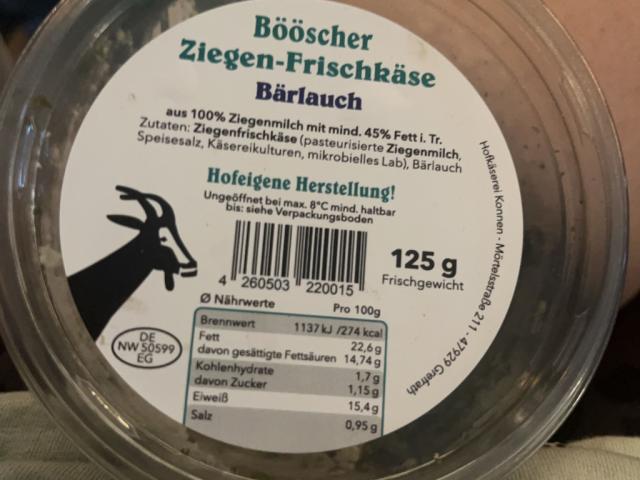 Bööscher
Ziegen-Frischkäse
Bärlauch
aus 100% Ziegenmilch mit mind. 45% Fett i. Tr.
Zutaten: Ziegenfrischkäse (pasteurisierte Ziegenmilch,
Speisesalz, Käsereikulturen, mikrobielles Lab), Bärlauch
Hofeigene Herstellung!
Ungeöffnet bei max. 8°C mind. haltbar
bis: siehe Verpackungsboden
4 260503 220015
125 g
Frischgewicht
Ø Nährwerte Pro 100g
Brennwert 1137 kJ /274 kcal
Fett 22,6 g
davon gesättigte Fettsäuren 14,74 g
Kohlenhydrate 1,7 g
davon Zucker 1,15 g
Eiweiß 15,4 g
Salz 0,95 g
DE
NW 50599
EG
Hofkäserei Konnen - Mörtelsstraße 211 - 47929 Grefrath